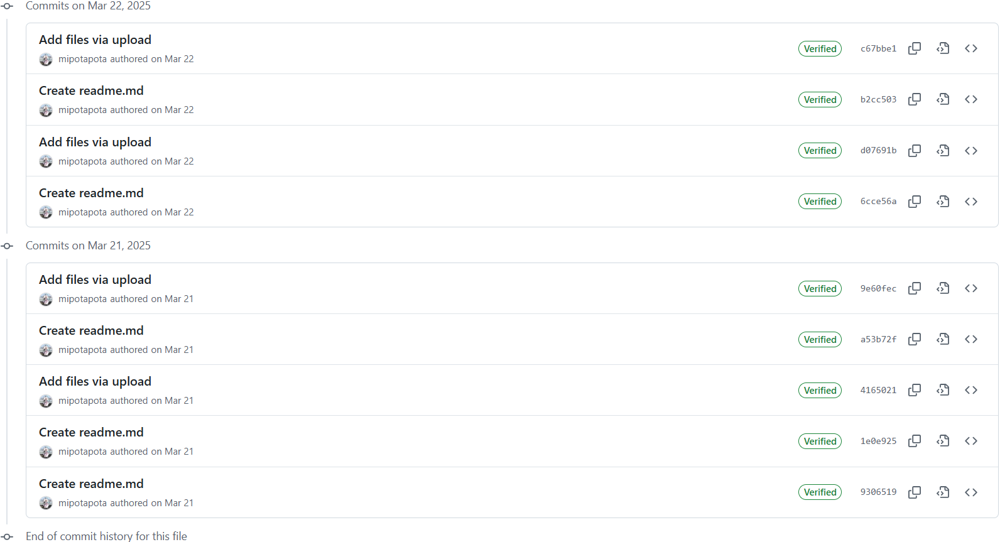 Commits on Mar 22, 2025
Add files via upload
mipotapota authored on Mar 22
Verified
c67bbe1
Create readme.md
mipotapota authored on Mar 22
Verified
b2cc503
Add files via upload
mipotapota authored on Mar 22
Verified
d07691b
Create readme.md
mipotapota authored on Mar 22
Verified
6cce56a
Commits on Mar 21, 2025
Add files via upload
mipotapota authored on Mar 21
Verified
9e60fec
Create readme.md
mipotapota authored on Mar 21
Verified
a53b72f
Add files via upload
mipotapota authored on Mar 21
Verified
4165021
Create readme.md
mipotapota authored on Mar 21
Verified
1e0e925
Create readme.md
mipotapota authored on Mar 21
Verified
9306519
End of commit history for this file